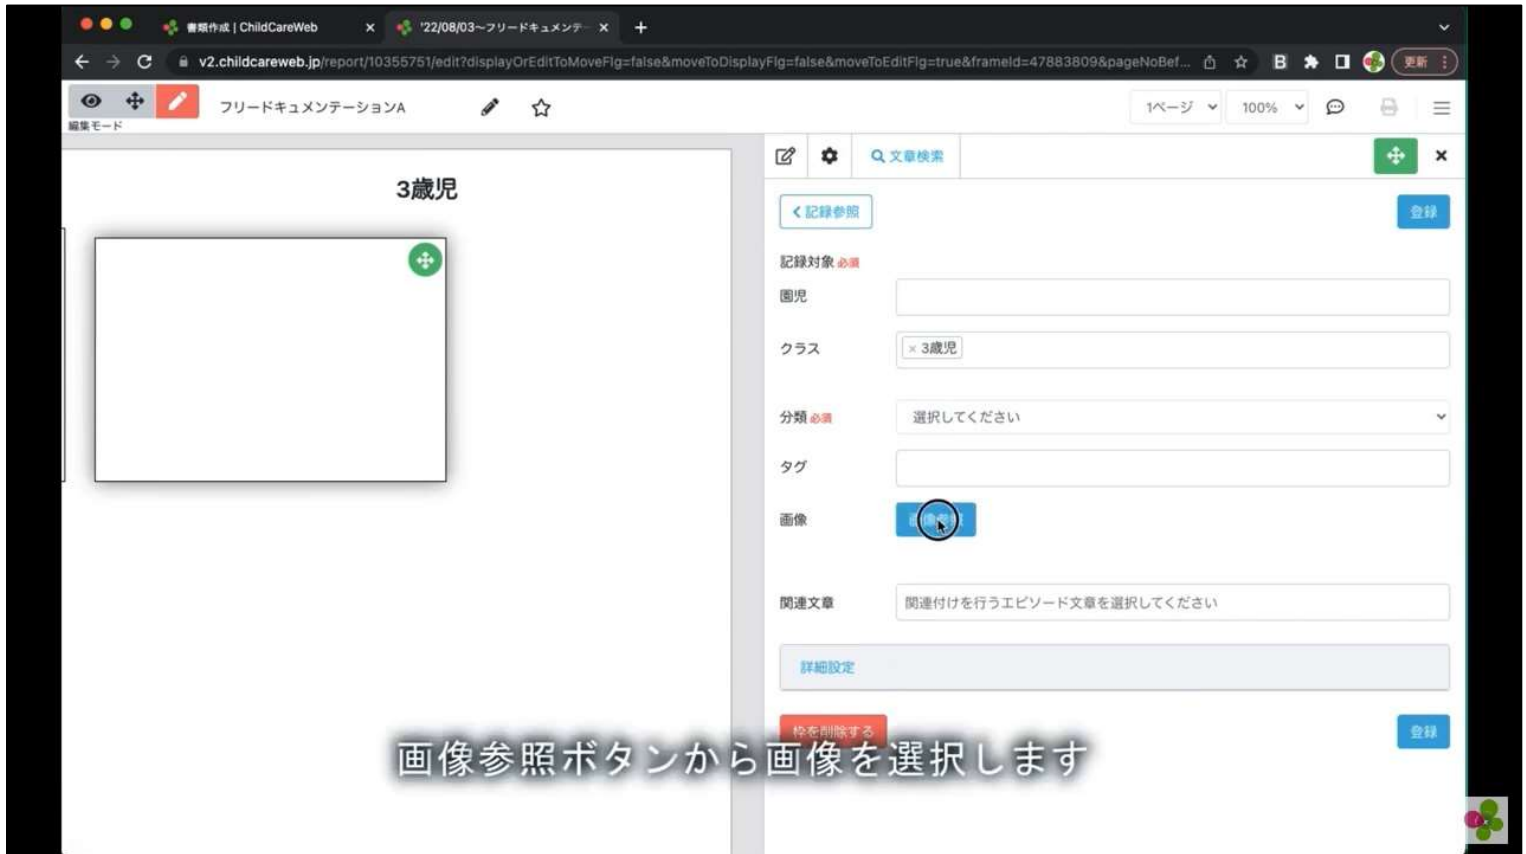 書類作成 | ChildCareWeb
'22/08/03〜フリードキュメンテー
v2.childcareweb.jp/report/10355751/edit?displayOrEditToMoveFlg=false&moveToDisplayFlg=false&moveToEditFlg=true&frameId=47883809&pageNoBef...
更新
編集モード
フリードキュメンテーションA
1ページ
100%
文章検索
3歳児
記録参照
登録
記録対象 必須
園児
クラス
× 3歳児
分類 必須
選択してください
タグ
画像
画像参照
関連文章
関連付けを行うエピソード文章を選択してください
詳細設定
枠を削除する
登録
画像参照ボタンから画像を選択します